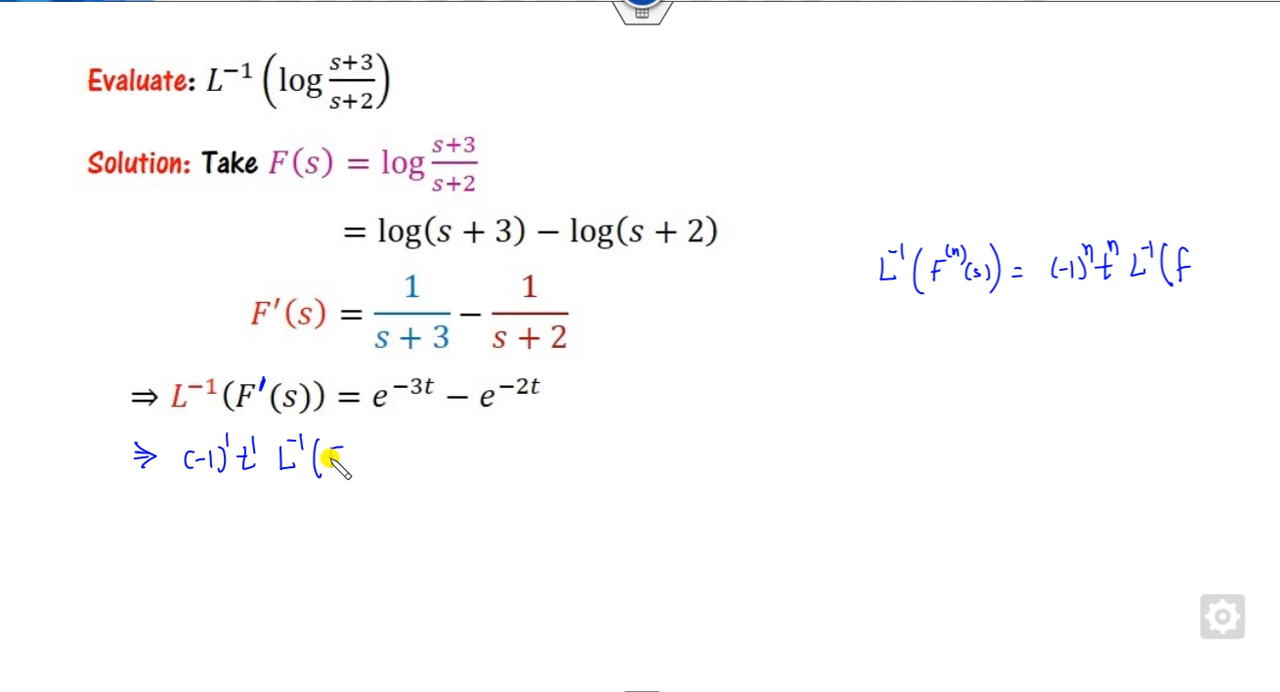 Evaluate: L⁻¹ (log (s+3)/(s+2))
Solution: Take F(s) = log (s+3)/(s+2)
= log(s + 3) − log(s + 2)
L⁻¹(F⁽ⁿ⁾(s)) = (-1)ⁿ tⁿ L⁻¹(f
F′(s) = 1/(s + 3) − 1/(s + 2)
⇒ L⁻¹(F'(s)) = e⁻³ᵗ − e⁻²ᵗ
⇒ (-1)¹ t¹ L⁻¹(